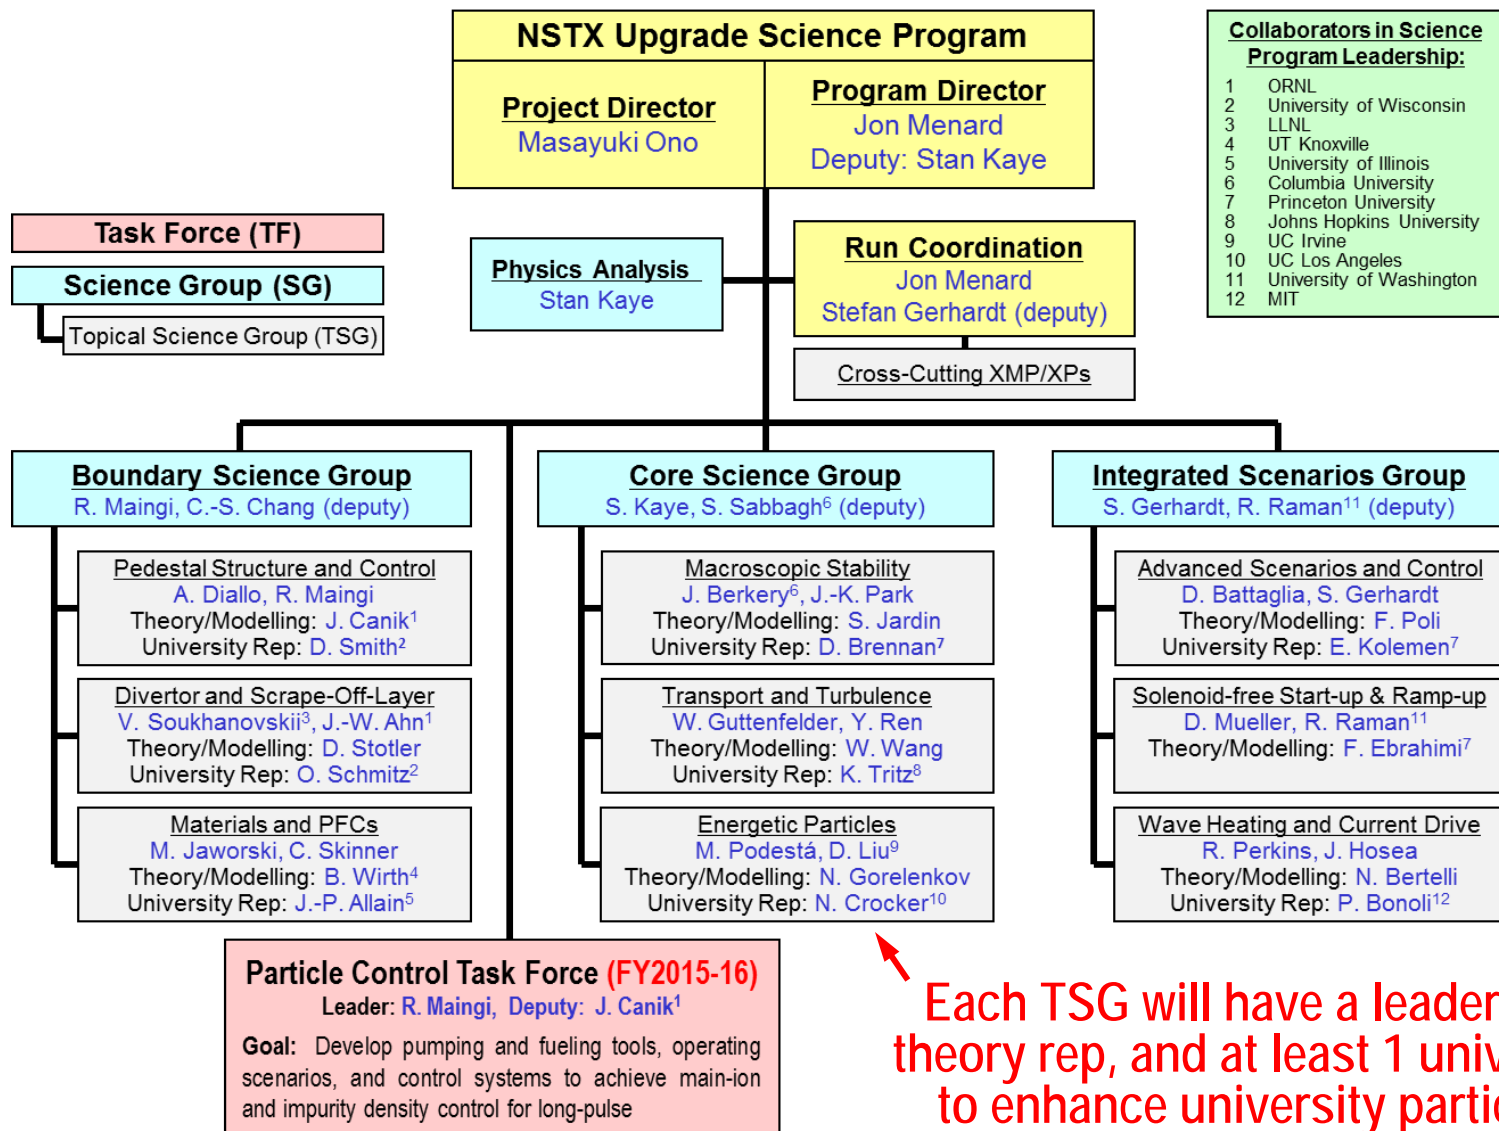 NSTX Upgrade Science Program
Project Director
Masayuki Ono
Program Director
Jon Menard
Deputy: Stan Kaye
Collaborators in Science
Program Leadership:
1 ORNL
2 University of Wisconsin
3 LLNL
4 UT Knoxville
5 University of Illinois
6 Columbia University
7 Princeton University
8 Johns Hopkins University
9 UC Irvine
10 UC Los Angeles
11 University of Washington
12 MIT
Task Force (TF)
Science Group (SG)
Topical Science Group (TSG)
Physics Analysis
Stan Kaye
Run Coordination
Jon Menard
Stefan Gerhardt (deputy)
Cross-Cutting XMP/XPs
Boundary Science Group
R. Maingi, C.-S. Chang (deputy)
Pedestal Structure and Control
A. Diallo, R. Maingi
Theory/Modelling: J. Canik¹
University Rep: D. Smith²
Divertor and Scrape-Off-Layer
V. Soukhanovskii³, J.-W. Ahn¹
Theory/Modelling: D. Stotler
University Rep: O. Schmitz²
Materials and PFCs
M. Jaworski, C. Skinner
Theory/Modelling: B. Wirth⁴
University Rep: J.-P. Allain⁵
Core Science Group
S. Kaye, S. Sabbagh⁶ (deputy)
Macroscopic Stability
J. Berkery⁶, J.-K. Park
Theory/Modelling: S. Jardin
University Rep: D. Brennan⁷
Transport and Turbulence
W. Guttenfelder, Y. Ren
Theory/Modelling: W. Wang
University Rep: K. Tritz⁸
Energetic Particles
M. Podestá, D. Liu⁹
Theory/Modelling: N. Gorelenkov
University Rep: N. Crocker¹⁰
Integrated Scenarios Group
S. Gerhardt, R. Raman¹¹ (deputy)
Advanced Scenarios and Control
D. Battaglia, S. Gerhardt
Theory/Modelling: F. Poli
University Rep: E. Kolemen⁷
Solenoid-free Start-up & Ramp-up
D. Mueller, R. Raman¹¹
Theory/Modelling: F. Ebrahimi⁷
Wave Heating and Current Drive
R. Perkins, J. Hosea
Theory/Modelling: N. Bertelli
University Rep: P. Bonoli¹²
Particle Control Task Force (FY2015-16)
Leader: R. Maingi, Deputy: J. Canik¹
Goal: Develop pumping and fueling tools, operating
scenarios, and control systems to achieve main-ion
and impurity density control for long-pulse
Each TSG will have a leader
theory rep, and at least 1 univ
to enhance university partic